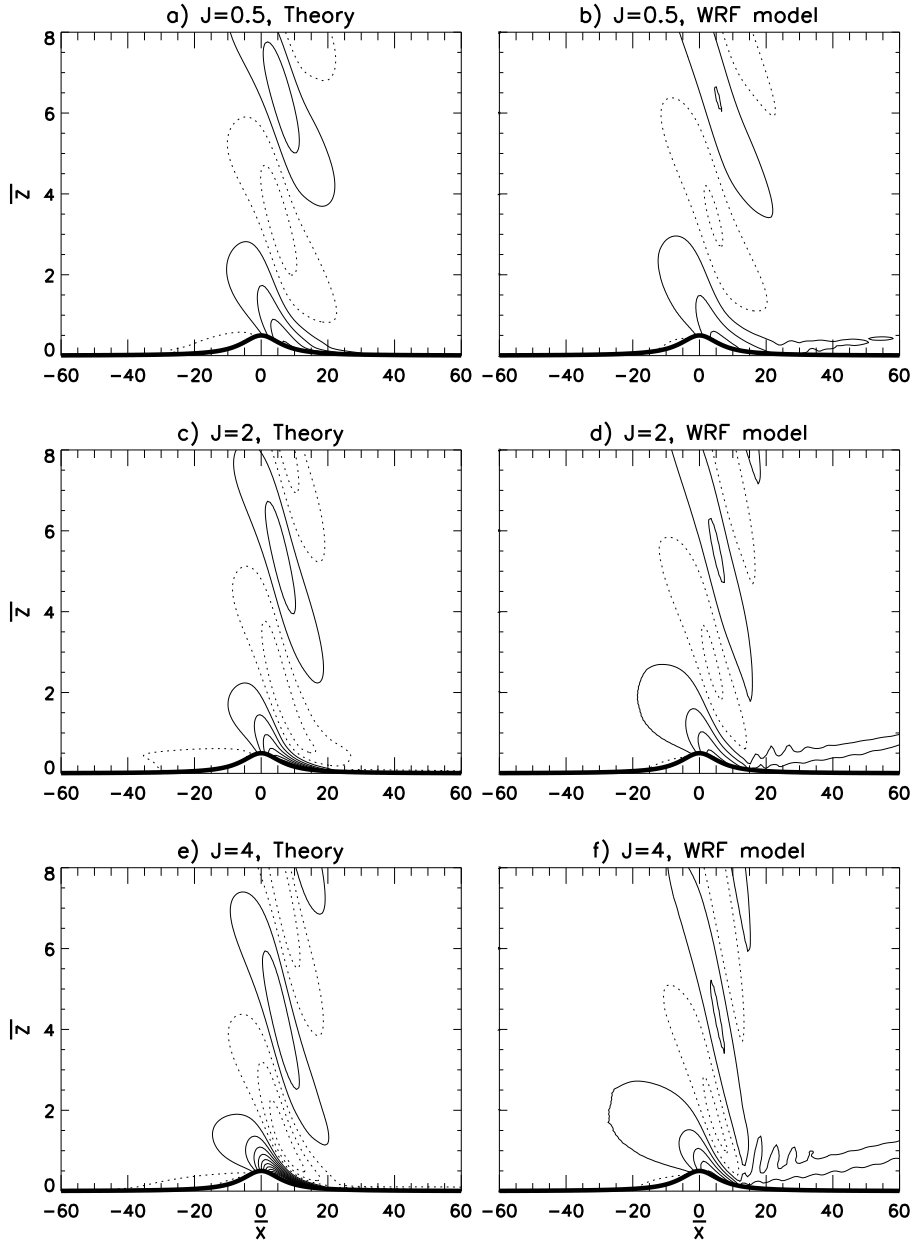 a) J=0.5, Theory
b) J=0.5, WRF model
8
6
4
2
0
z̅
−60 −40 −20 0 20 40 60
−60 −40 −20 0 20 40 60
c) J=2, Theory
d) J=2, WRF model
8
6
4
2
0
z̅
−60 −40 −20 0 20 40 60
−60 −40 −20 0 20 40 60
e) J=4, Theory
f) J=4, WRF model
8
6
4
2
0
z̅
−60 −40 −20 0 20 40 60
−60 −40 −20 0 20 40 60
x̅
x̅